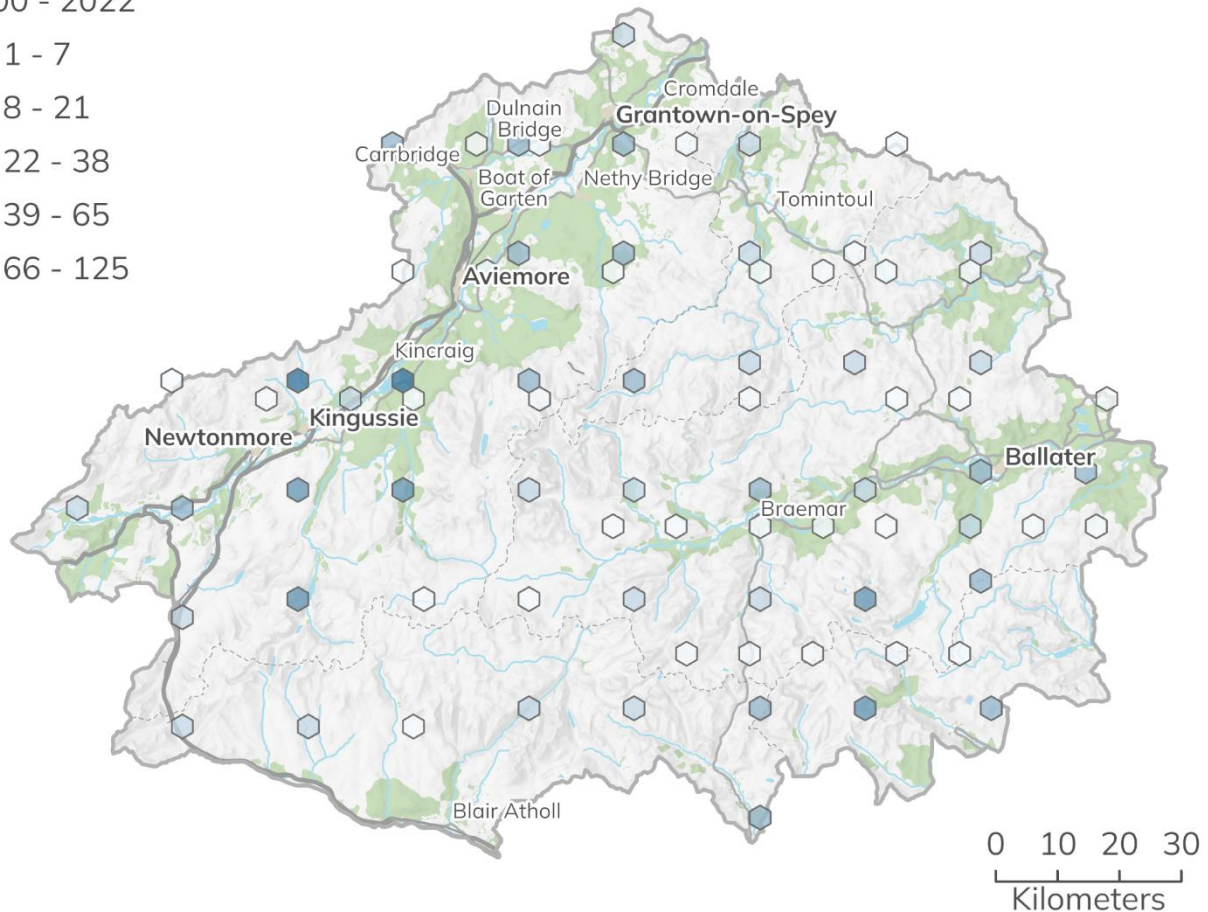 00 - 2022
1 - 7
8 - 21
22 - 38
39 - 65
66 - 125
Cromdale
Dulnain
Bridge
Grantown-on-Spey
Carrbridge
Boat of
Garten
Nethy Bridge
Tomintoul
Aviemore
Kincraig
Kingussie
Newtonmore
Ballater
Braemar
Blair Atholl
0 10 20 30
Kilometers